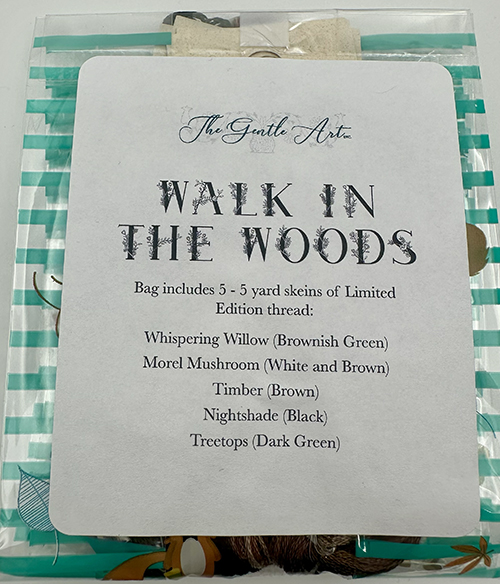 The Gentle Art
WALK IN
THE WOODS
Bag includes 5 - 5 yard skeins of Limited
Edition thread:
Whispering Willow (Brownish Green)
Morel Mushroom (White and Brown)
Timber (Brown)
Nightshade (Black)
Treetops (Dark Green)